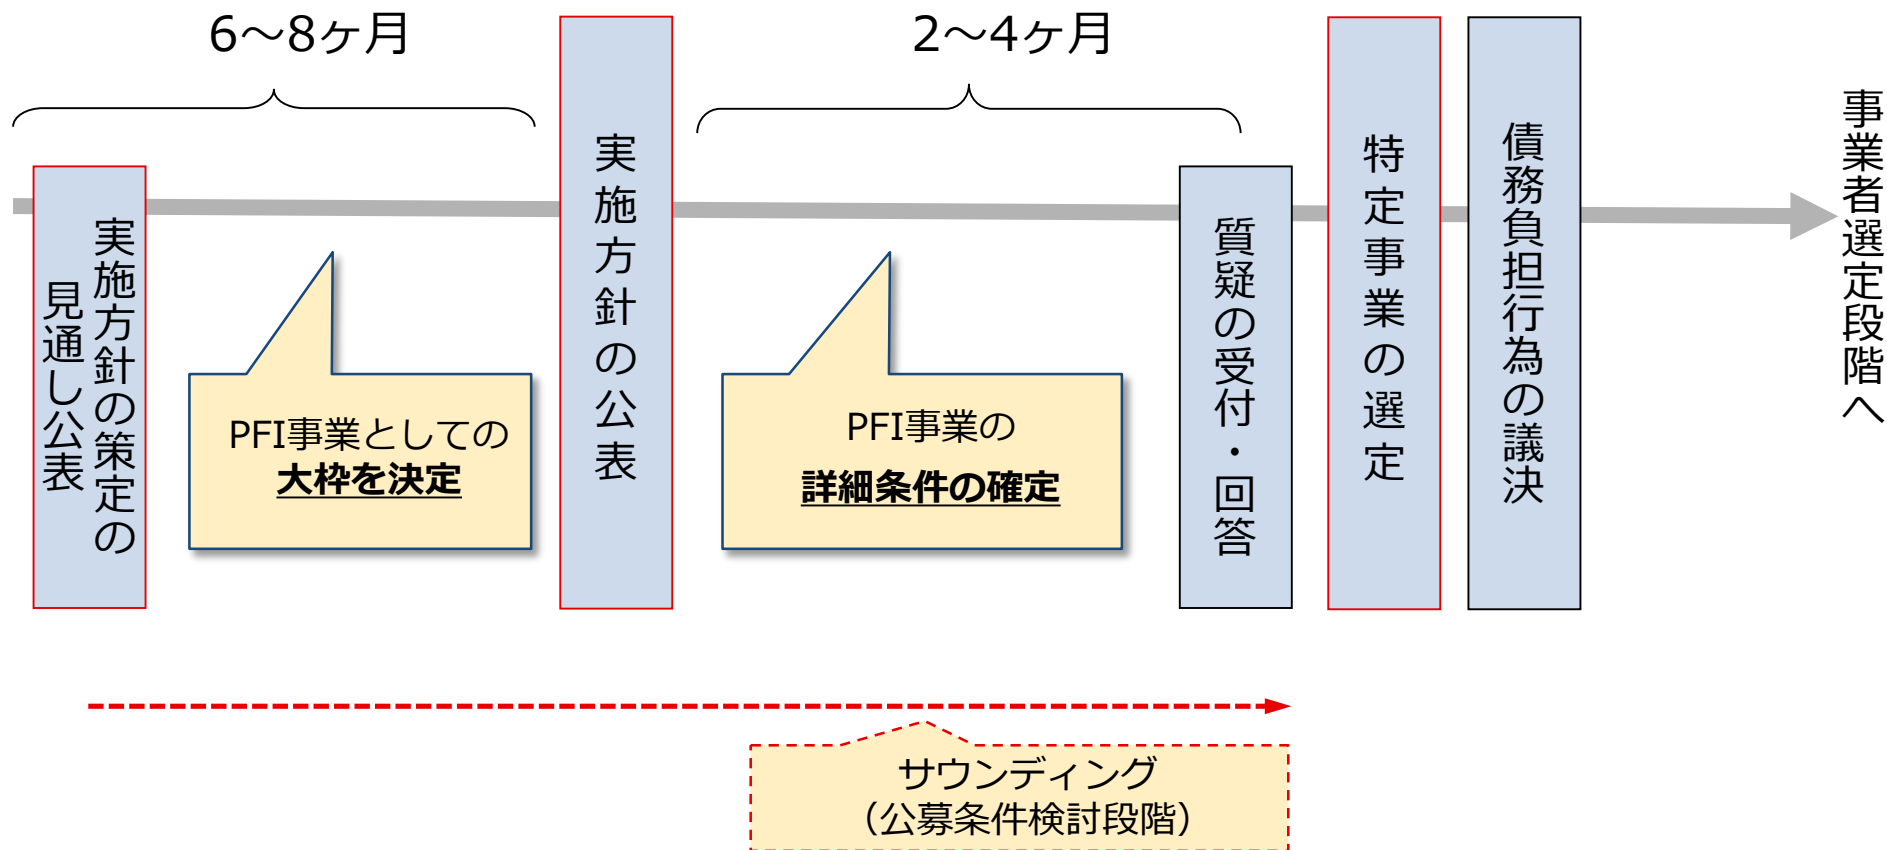 6～8ヶ月
2～4ヶ月
実施方針の策定の
見通し公表
PFI事業としての
大枠を決定
実施方針の公表
PFI事業の
詳細条件の確定
質疑の受付・回答
特定事業の選定
債務負担行為の議決
事業者選定段階へ
サウンディング
（公募条件検討段階）